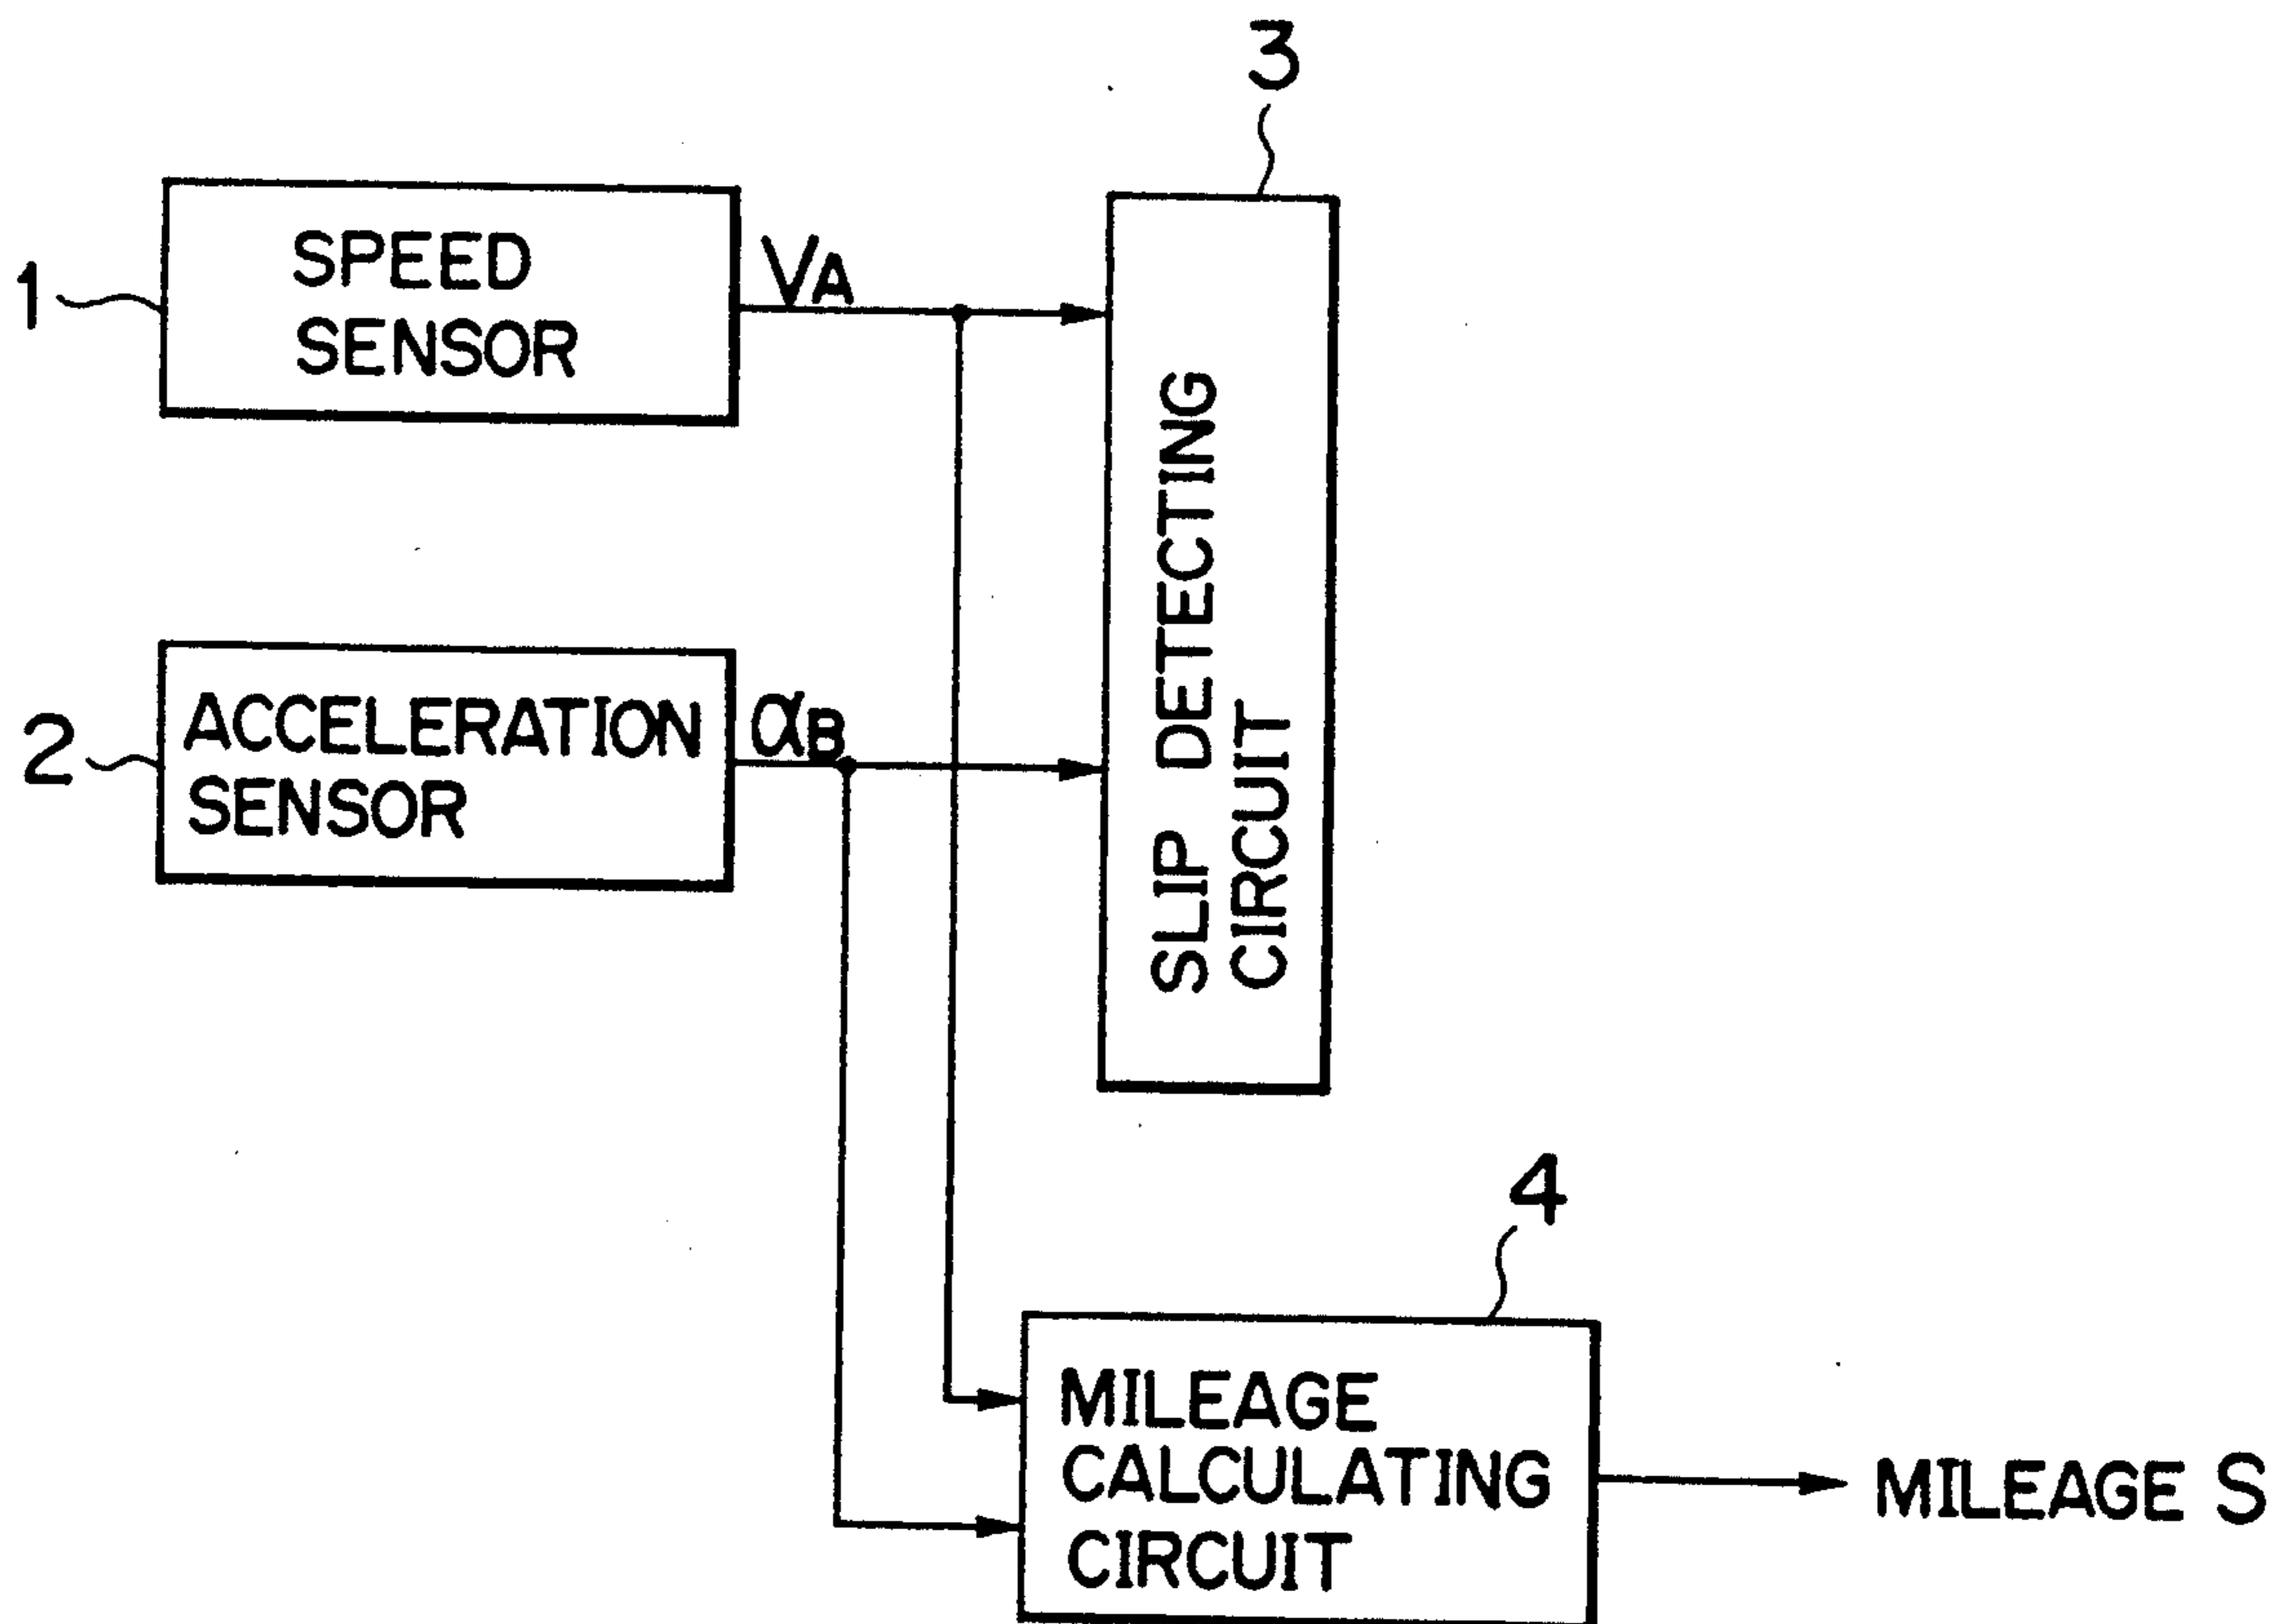 3
1
SPEED
SENSOR
VA
SLIP DETECTING
CIRCUIT
2
ACCELERATION
SENSOR
αB
4
MILEAGE
CALCULATING
CIRCUIT
MILEAGE S